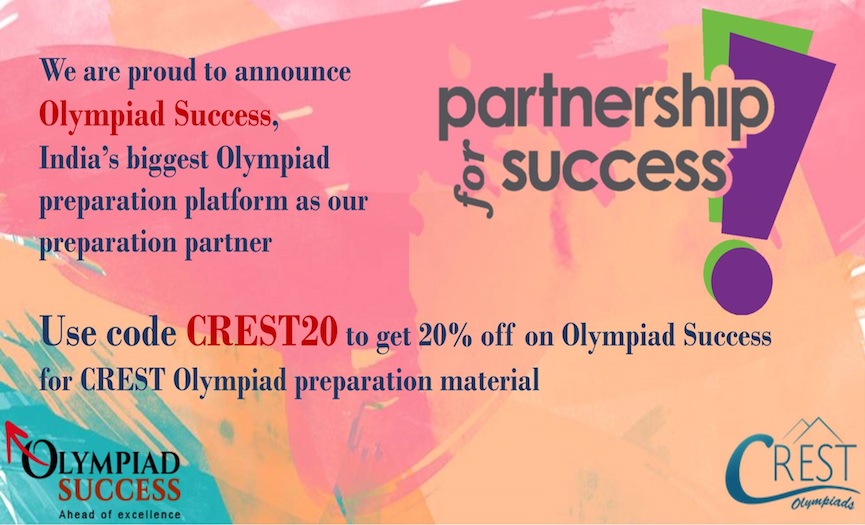 We are proud to announce
Olympiad Success,
India's biggest Olympiad
preparation platform as our
preparation partner
partnership
for success
Use code CREST20 to get 20% off on Olympiad Success
for CREST Olympiad preparation material
OLYMPIAD
SUCCESS
Ahead of excellence
CREST
Olympiads